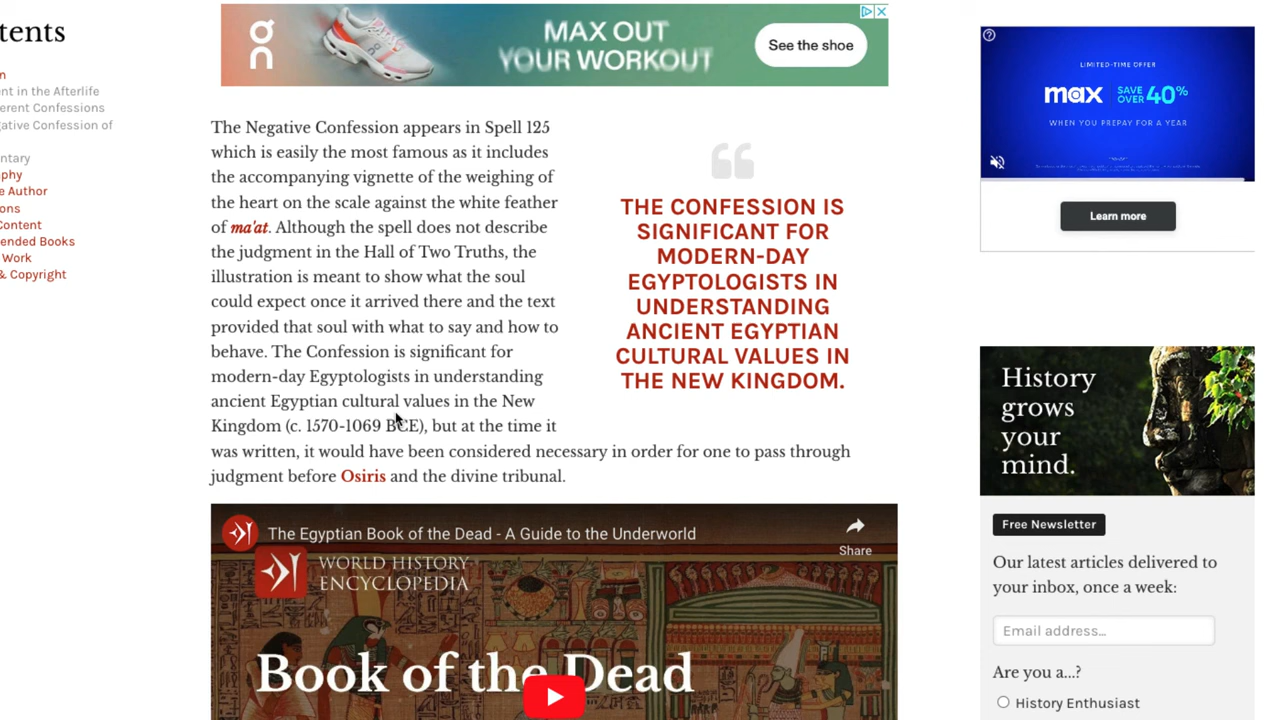 tents
n
ent in the Afterlife
erent Confessions
gative Confession of
ntary
phy
e Author
ons
Content
ended Books
Work
& Copyright
MAX OUT
YOUR WORKOUT
See the shoe
The Negative Confession appears in Spell 125
which is easily the most famous as it includes
the accompanying vignette of the weighing of
the heart on the scale against the white feather
of ma'at. Although the spell does not describe
the judgment in the Hall of Two Truths, the
illustration is meant to show what the soul
could expect once it arrived there and the text
provided that soul with what to say and how to
behave. The Confession is significant for
modern-day Egyptologists in understanding
ancient Egyptian cultural values in the New
Kingdom (c. 1570-1069 BCE), but at the time it
was written, it would have been considered necessary in order for one to pass through
judgment before Osiris and the divine tribunal.
THE CONFESSION IS
SIGNIFICANT FOR
MODERN-DAY
EGYPTOLOGISTS IN
UNDERSTANDING
ANCIENT EGYPTIAN
CULTURAL VALUES IN
THE NEW KINGDOM.
The Egyptian Book of the Dead - A Guide to the Underworld
Share
WORLD HISTORY
ENCYCLOPEDIA
Book of the Dead
LIMITED-TIME OFFER
max SAVE OVER 40%
WHEN YOU PREPAY FOR A YEAR
Learn more
History
grows
your
mind.
Free Newsletter
Our latest articles delivered to
your inbox, once a week:
Email address...
Are you a...?
History Enthusiast